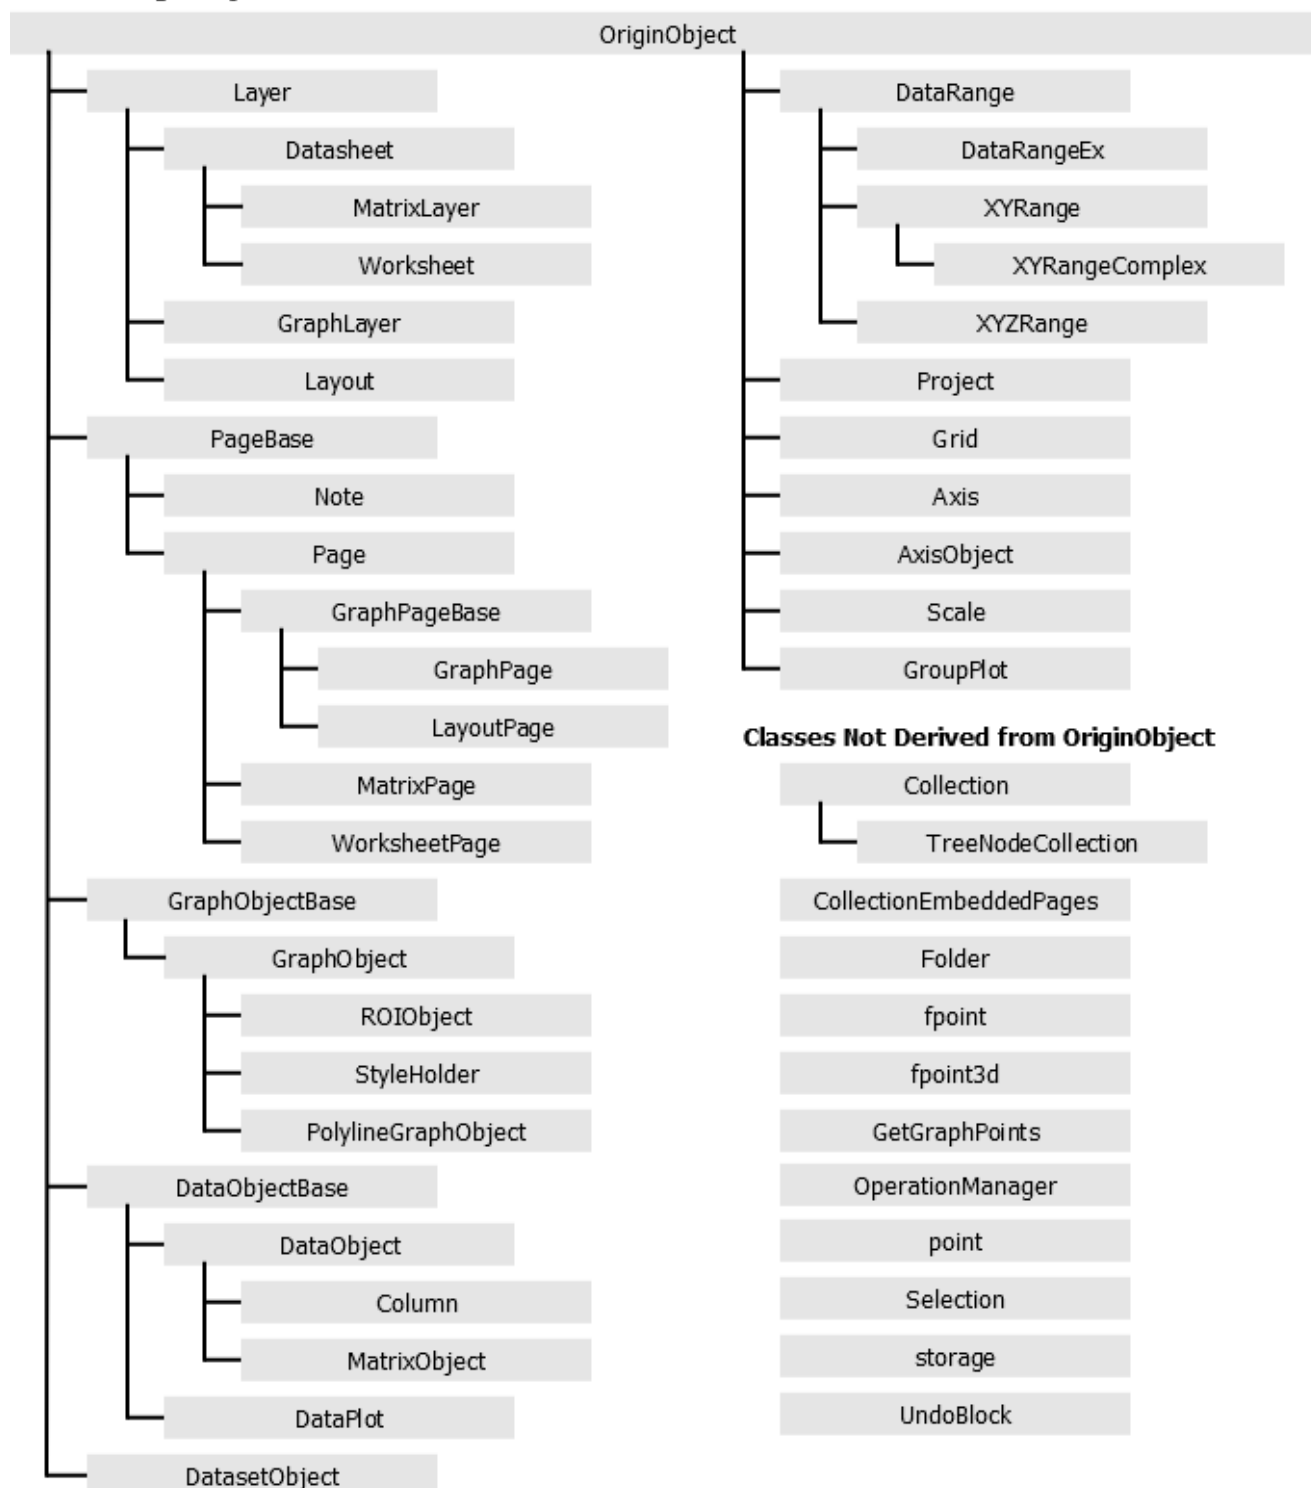 OriginObject
Layer
Datasheet
MatrixLayer
Worksheet
GraphLayer
Layout
PageBase
Note
Page
GraphPageBase
GraphPage
LayoutPage
MatrixPage
WorksheetPage
GraphObjectBase
GraphObject
ROIObject
StyleHolder
PolylineGraphObject
DataObjectBase
DataObject
Column
MatrixObject
DataPlot
DatasetObject
DataRange
DataRangeEx
XYRange
XYRangeComplex
XYZRange
Project
Grid
Axis
AxisObject
Scale
GroupPlot
Classes Not Derived from OriginObject
Collection
TreeNodeCollection
CollectionEmbeddedPages
Folder
fpoint
fpoint3d
GetGraphPoints
OperationManager
point
Selection
storage
UndoBlock